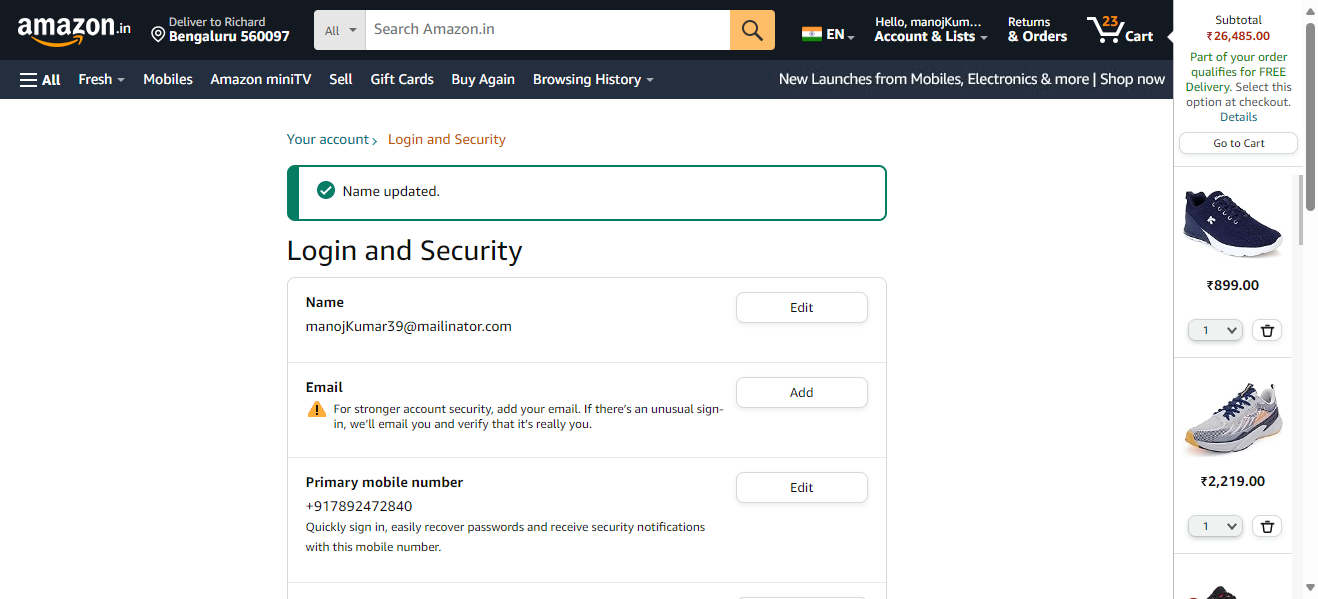 amazon.in
Deliver to Richard
Bengaluru 560097
All
Search Amazon.in
EN
Hello, manojKum...
Account & Lists
Returns
& Orders
23
Cart
All
Fresh
Mobiles
Amazon miniTV
Sell
Gift Cards
Buy Again
Browsing History
New Launches from Mobiles, Electronics & more | Shop now
Subtotal
₹26,485.00
Part of your order
qualifies for FREE
Delivery. Select this
option at checkout.
Details
Go to Cart
₹899.00
1
₹2,219.00
1
Your account ›
Login and Security
Name updated.
Login and Security
Name
manojKumar39@mailinator.com
Edit
Email
For stronger account security, add your email. If there's an unusual sign-
in, we'll email you and verify that it's really you.
Add
Primary mobile number
+917892472840
Quickly sign in, easily recover passwords and receive security notifications
with this mobile number.
Edit